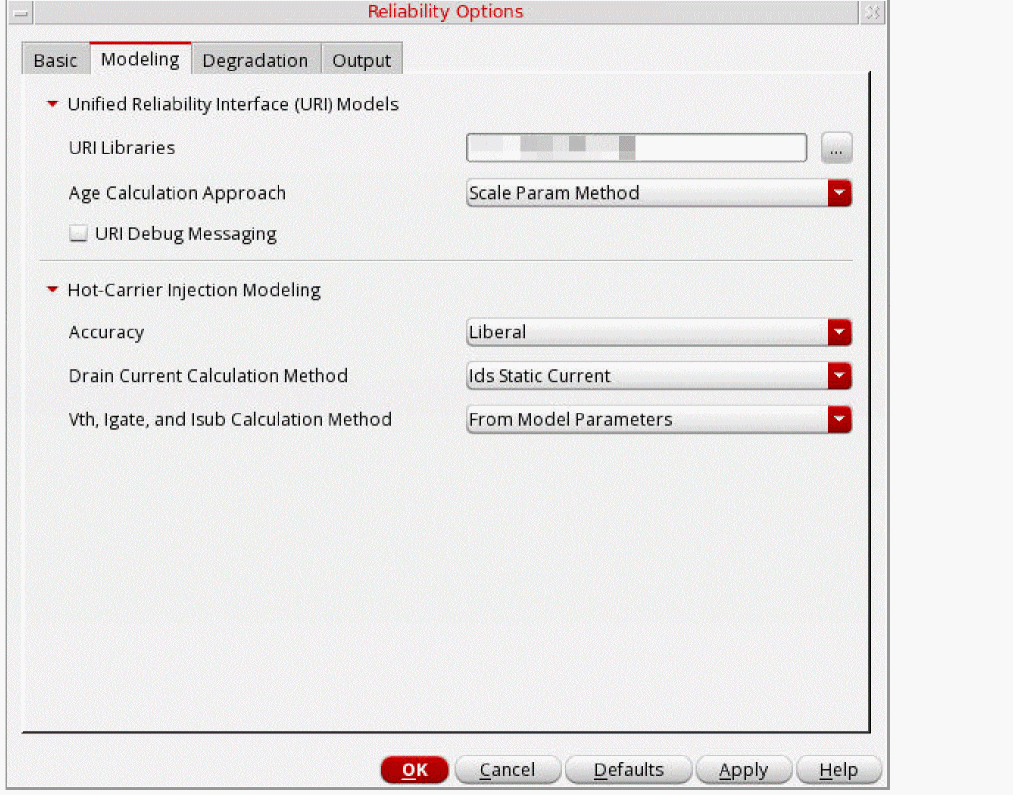 Reliability Options
Basic Modeling Degradation Output
Unified Reliability Interface (URI) Models
URI Libraries ...
Age Calculation Approach Scale Param Method
URI Debug Messaging
Hot-Carrier Injection Modeling
Accuracy Liberal
Drain Current Calculation Method Ids Static Current
Vth, Igate, and Isub Calculation Method From Model Parameters
OK Cancel Defaults Apply Help